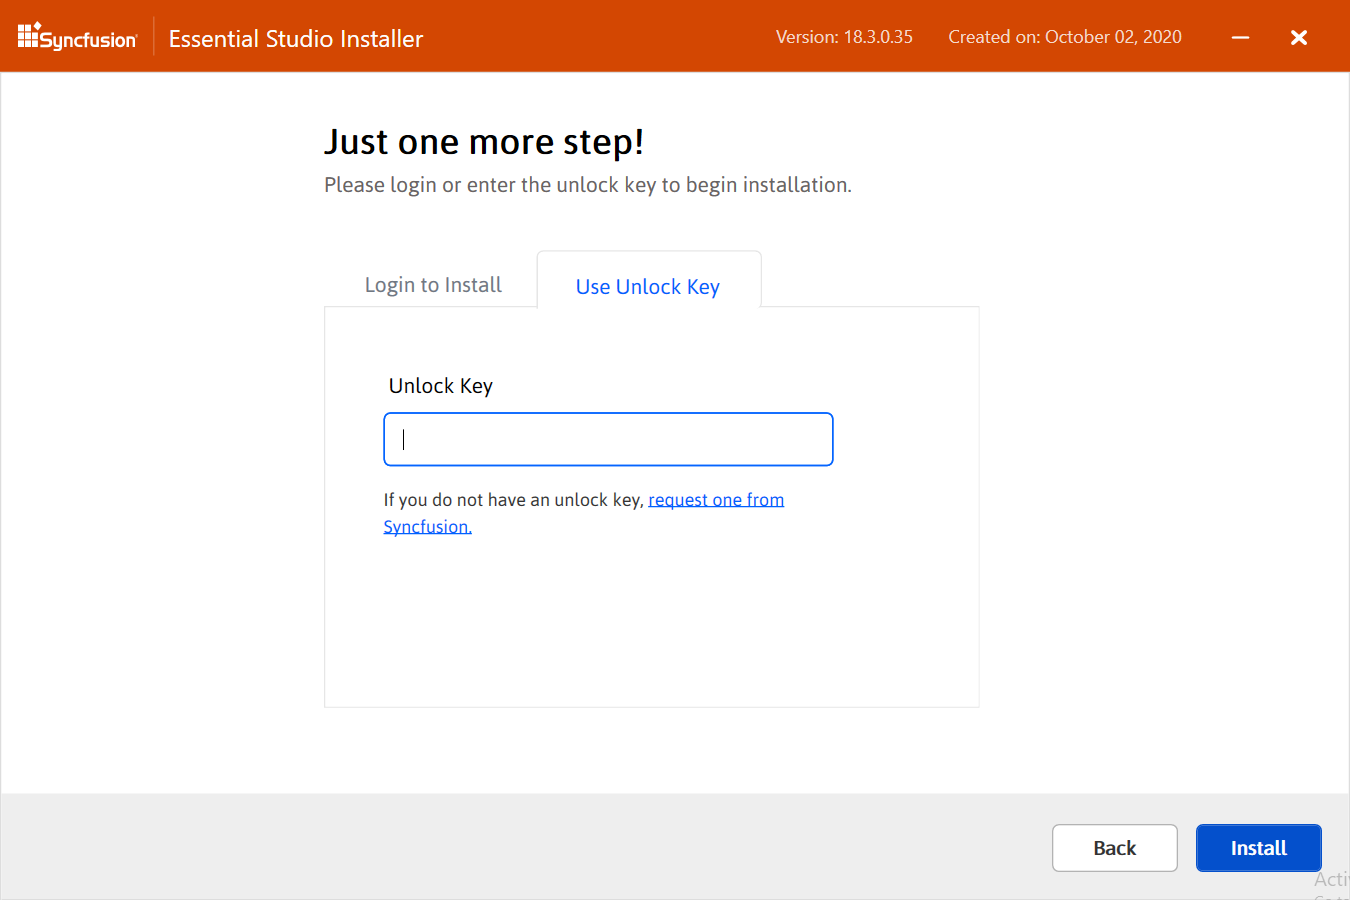 Syncfusion
Essential Studio Installer
Version: 18.3.0.35
Created on: October 02, 2020
Just one more step!
Please login or enter the unlock key to begin installation.
Login to Install
Use Unlock Key
Unlock Key
If you do not have an unlock key, request one from
Syncfusion.
Back
Install
Acti